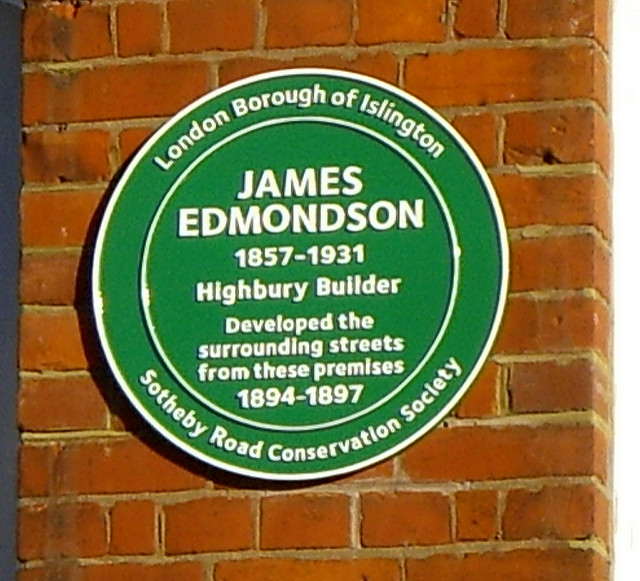 London Borough of Islington
JAMES
EDMONDSON
1857-1931
Highbury Builder
Developed the
surrounding streets
from these premises
1894-1897
Sotheby Road Conservation Society